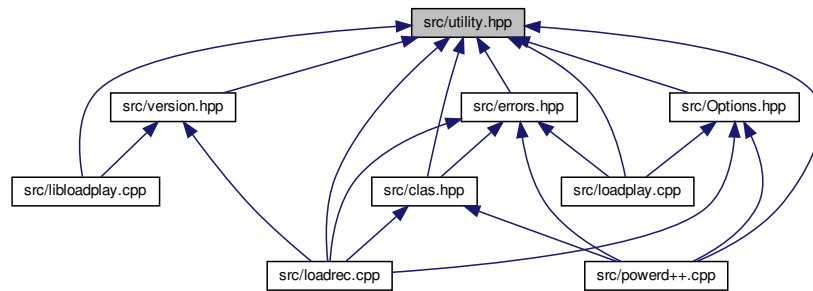 src/utility.hpp
src/version.hpp
src/errors.hpp
src/Options.hpp
src/libloadplay.cpp
src/clas.hpp
src/loadplay.cpp
src/loadrec.cpp
src/powerd++.cpp